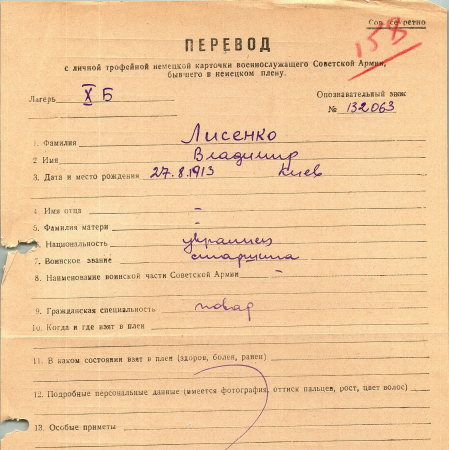 Сов. секретно
158
ПЕРЕВОД
с личной трофейной немецкой карточки военнослужащего Советской Армии,
бывшего в немецком плену.
Лагерь X Б
Опознавательный знак
№ 132063
1. Фамилия Лисенко
2 Имя Владимир
3. Дата и место рождения 27.8.1913 Киев
4. Имя отца –
5. Фамилия матери –
6. Национальность украинец
7. Воинское звание старшина
8. Наименование воинской части Советской Армии –
9. Гражданская специальность повар
10. Когда и где взят в плен
11. В каком состоянии взят в плен (здоров, болен, ранен)
12. Подробные персональные данные (имеется фотография, оттиск пальцев, рост, цвет волос)
13. Особые приметы